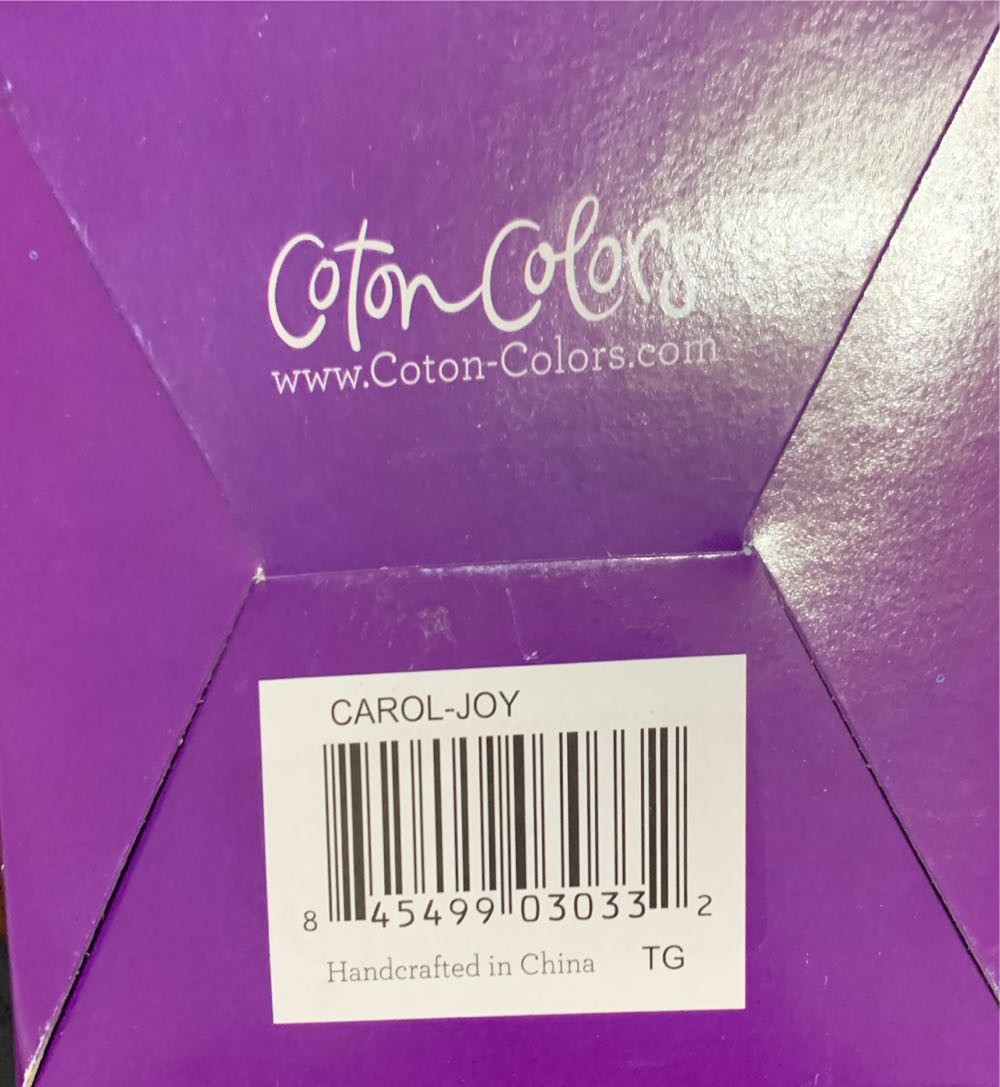 Coton Colors
www.Coton-Colors.com
CAROL-JOY
8 45499 03033 2
Handcrafted in China TG